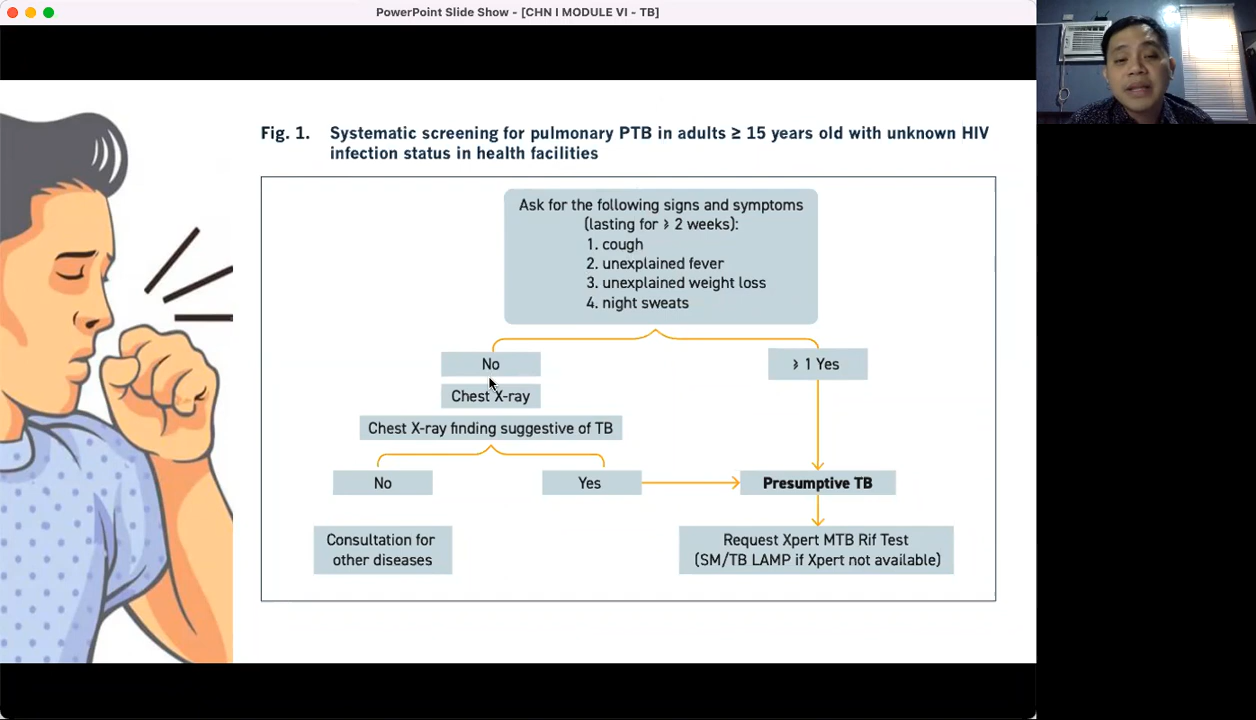 PowerPoint Slide Show - [CHN I MODULE VI - TB]
Fig. 1. Systematic screening for pulmonary PTB in adults ≥ 15 years old with unknown HIV
infection status in health facilities
Ask for the following signs and symptoms
(lasting for ⩾ 2 weeks):
1. cough
2. unexplained fever
3. unexplained weight loss
4. night sweats
No
⩾ 1 Yes
Chest X-ray
Chest X-ray finding suggestive of TB
No
Yes
Presumptive TB
Consultation for
other diseases
Request Xpert MTB Rif Test
(SM/TB LAMP if Xpert not available)